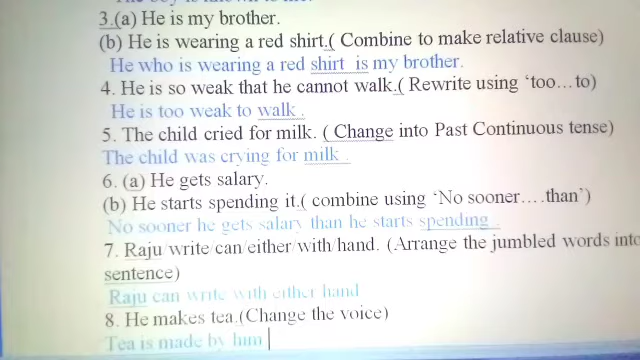 3.(a) He is my brother.
(b) He is wearing a red shirt.( Combine to make relative clause)
He who is wearing a red shirt is my brother.
4. He is so weak that he cannot walk.( Rewrite using ‘too…to)
He is too weak to walk .
5. The child cried for milk. ( Change into Past Continuous tense)
The child was crying for milk .
6. (a) He gets salary.
(b) He starts spending it.( combine using ‘No sooner….than’)
No sooner he gets salary than he starts spending .
7. Raju/write/can/either/with/hand. (Arrange the jumbled words into
sentence)
Raju can write with either hand
8. He makes tea.(Change the voice)
Tea is made by him